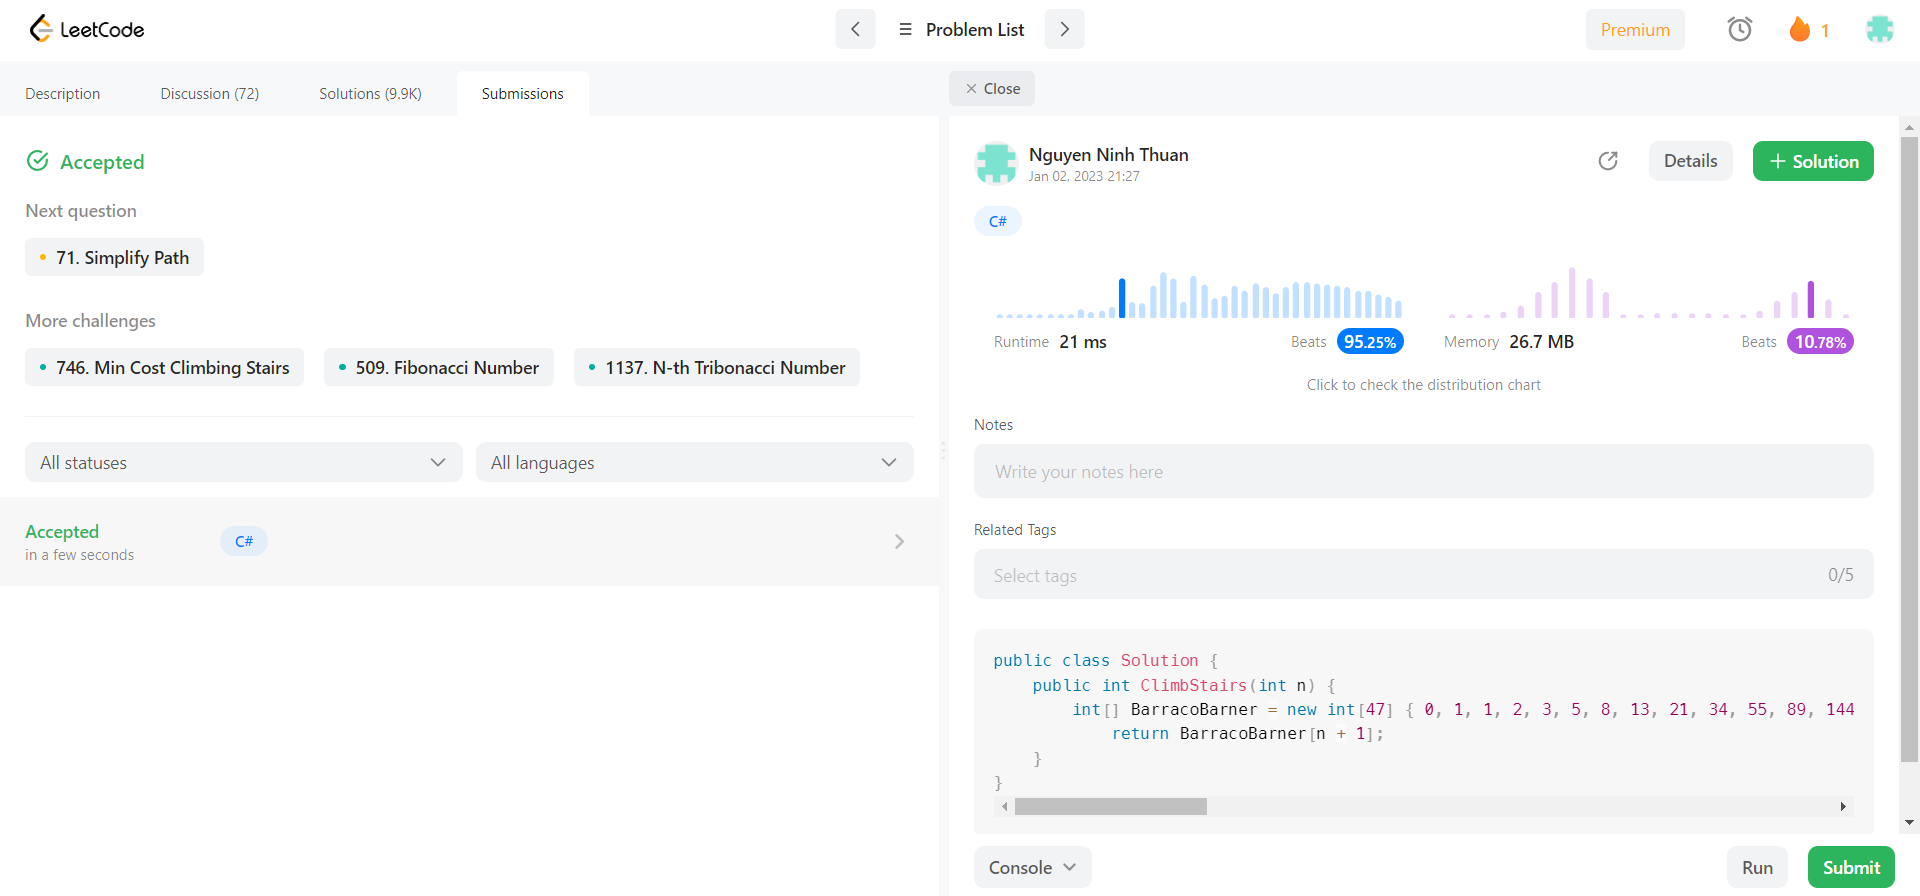 LeetCode
Problem List
Premium
1
Description
Discussion (72)
Solutions (9.9K)
Submissions
Close
Accepted
Next question
71. Simplify Path
More challenges
746. Min Cost Climbing Stairs
509. Fibonacci Number
1137. N-th Tribonacci Number
All statuses
All languages
Accepted
in a few seconds
C#
Nguyen Ninh Thuan
Jan 02, 2023 21:27
Details
+ Solution
C#
Runtime 21 ms
Beats 95.25%
Memory 26.7 MB
Beats 10.78%
Click to check the distribution chart
Notes
Write your notes here
Related Tags
Select tags
0/5
public class Solution {
public int ClimbStairs(int n) {
int[] BarracoBarner = new int[47] { 0, 1, 1, 2, 3, 5, 8, 13, 21, 34, 55, 89, 144
return BarracoBarner[n + 1];
}
}
Console
Run
Submit